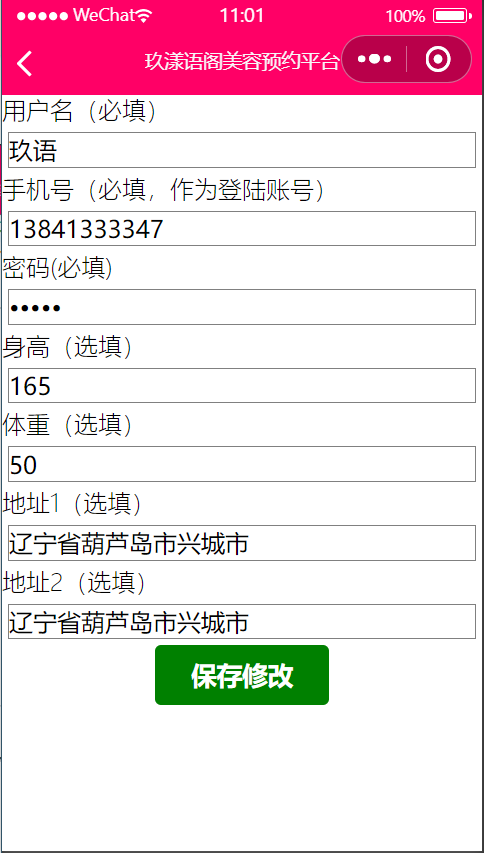 WeChat 11:01 100%
玖漾语阁美容预约平台
用户名（必填）
玖语
手机号（必填，作为登陆账号）
13841333347
密码(必填)
•••••
身高（选填）
165
体重（选填）
50
地址1（选填）
辽宁省葫芦岛市兴城市
地址2（选填）
辽宁省葫芦岛市兴城市
保存修改